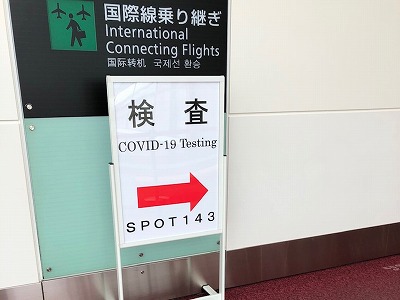 国際線乗り継ぎ
International
Connecting Flights
国际转机 국제선 환승
検査
COVID-19 Testing
SPOT143